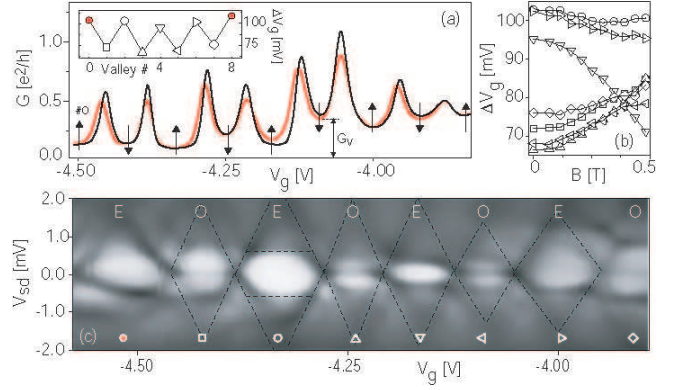 (a)
ΔVg [mV]
100
75
0 4 8
Valley #
G [e²/h]
1.0
0.5
0.0
#0
GV
-4.50 -4.25 -4.00
Vg [V]
ΔVg [mV]
100
90
80
70
(b)
0 0.5
B [T]
Vsd [mV]
2.0
1.0
0.0
-1.0
-2.0
E O E O E O E O
(c)
-4.50 -4.24 -4.00
Vg [V]